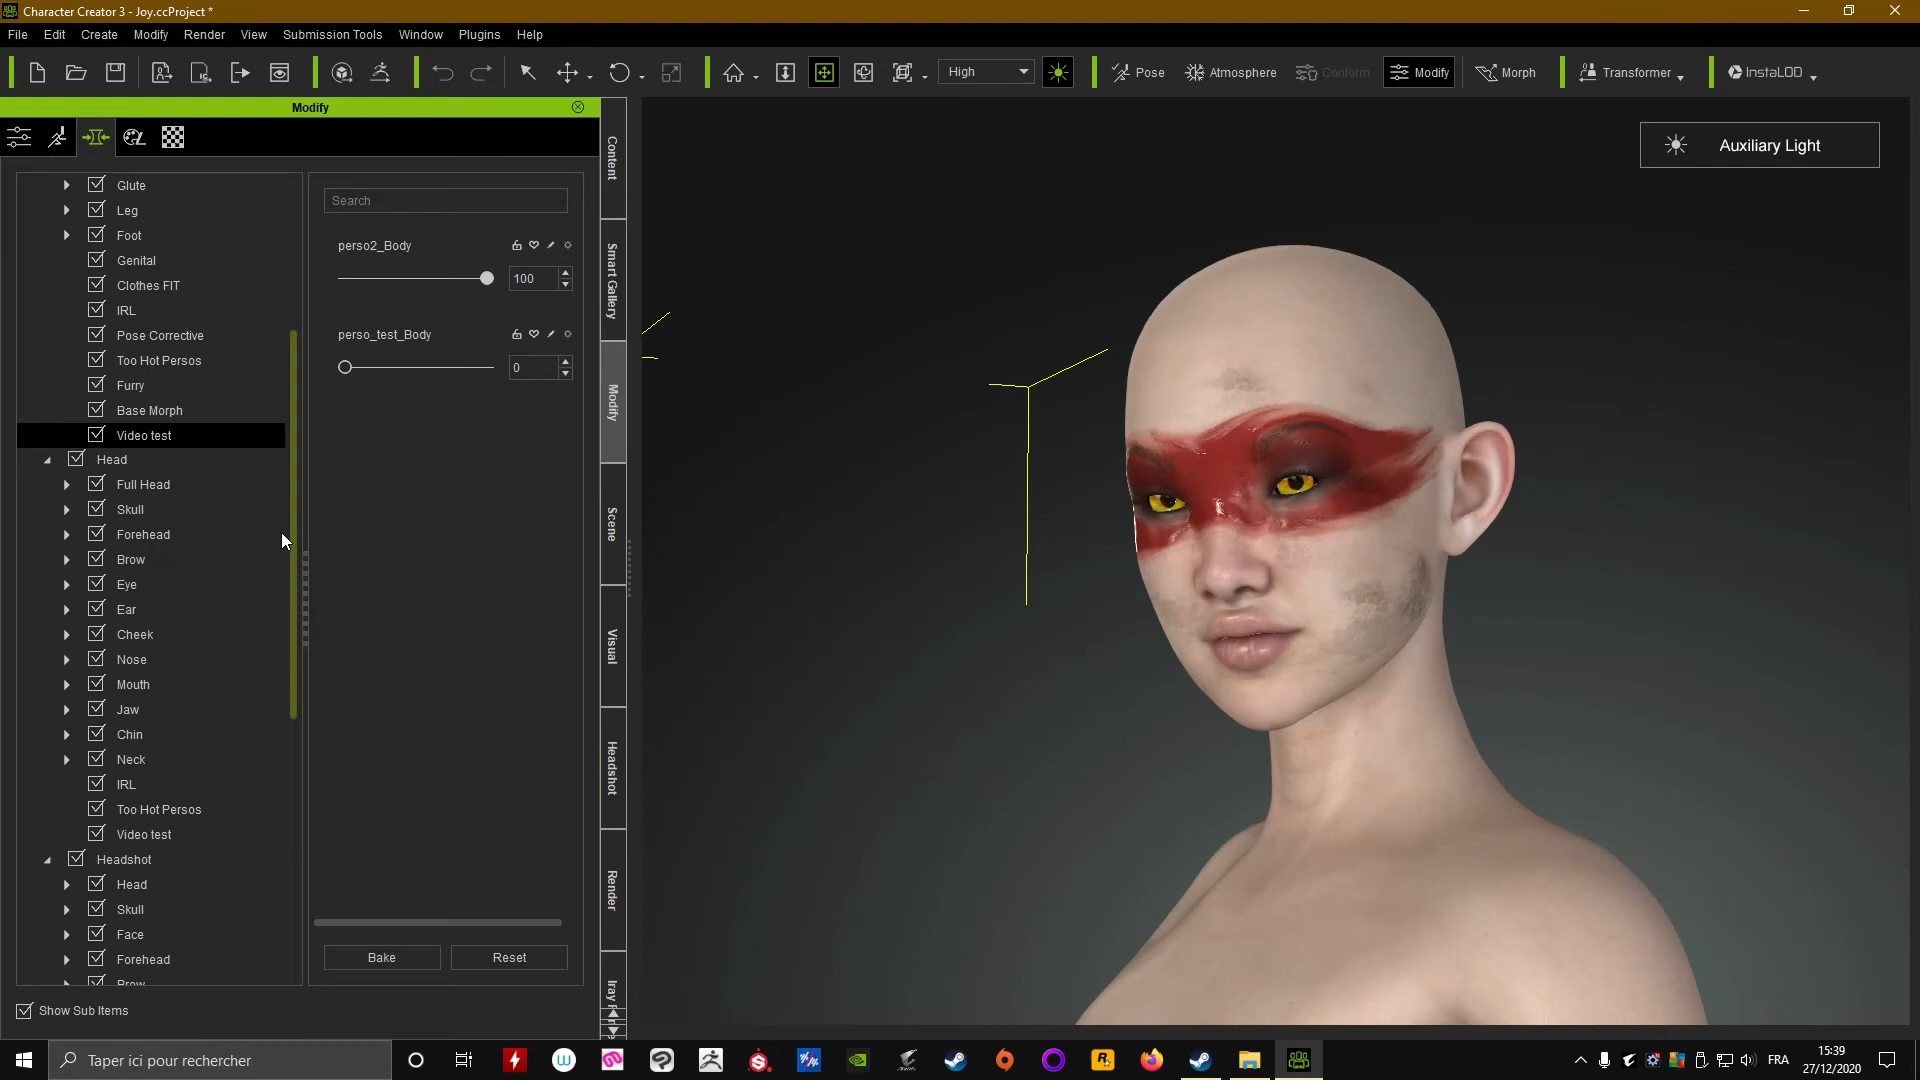 Character Creator 3 - Joy.ccProject *
File Edit Create Modify Render View Submission Tools Window Plugins Help
High Pose Atmosphere Conform Modify Morph Transformer InstaLOD
Modify
Auxiliary Light
Content
Smart Gallery
Modify
Scene
Visual
Headshot
Render
Iray
Glute
Leg
Foot
Genital
Clothes FIT
IRL
Pose Corrective
Too Hot Persos
Furry
Base Morph
Video test
Head
Full Head
Skull
Forehead
Brow
Eye
Ear
Cheek
Nose
Mouth
Jaw
Chin
Neck
IRL
Too Hot Persos
Video test
Headshot
Head
Skull
Face
Forehead
Brow
Show Sub Items
Search
perso2_Body
100
perso_test_Body
0
Bake Reset
Taper ici pour rechercher
FRA
15:39
27/12/2020